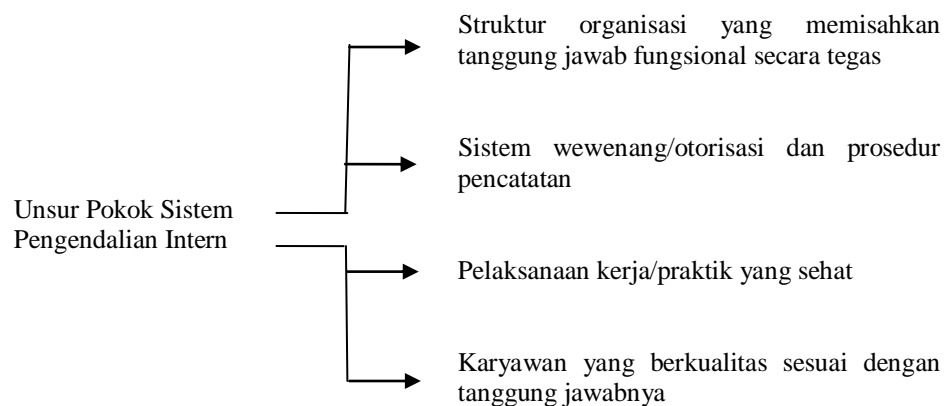 Struktur organisasi yang memisahkan
tanggung jawab fungsional secara tegas
Sistem wewenang/otorisasi dan prosedur
pencatatan
Unsur Pokok Sistem
Pengendalian Intern
Pelaksanaan kerja/praktik yang sehat
Karyawan yang berkualitas sesuai dengan
tanggung jawabnya